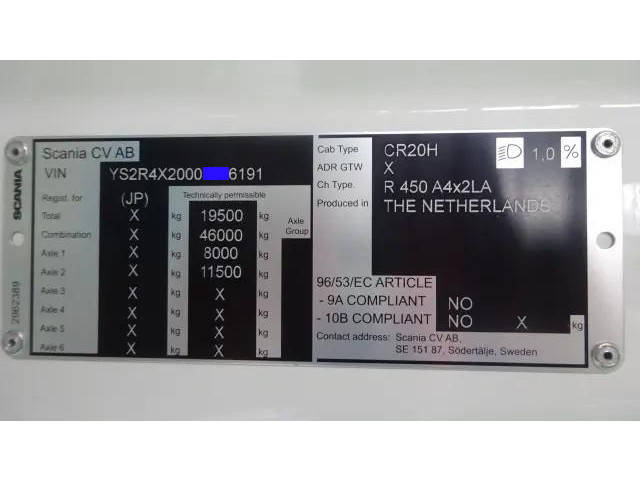 SCANIA
2962389
Scania CV AB
VIN YS2R4X2000 6191
Regist. for (JP) Technically permissible
Total X kg 19500 kg Axle Group
Combination X kg 46000 kg
Axle 1 X kg 8000 kg
Axle 2 X kg 11500 kg
Axle 3 X kg X kg
Axle 4 X kg X kg
Axle 5 X kg X kg
Axle 6 X kg X kg
Cab Type CR20H 1,0 %
ADR GTW X
Ch Type. R 450 A4x2LA
Produced in THE NETHERLANDS
96/53/EC ARTICLE
- 9A COMPLIANT NO
- 10B COMPLIANT NO X kg
Contact address: Scania CV AB,
SE 151 87, Södertälje, Sweden